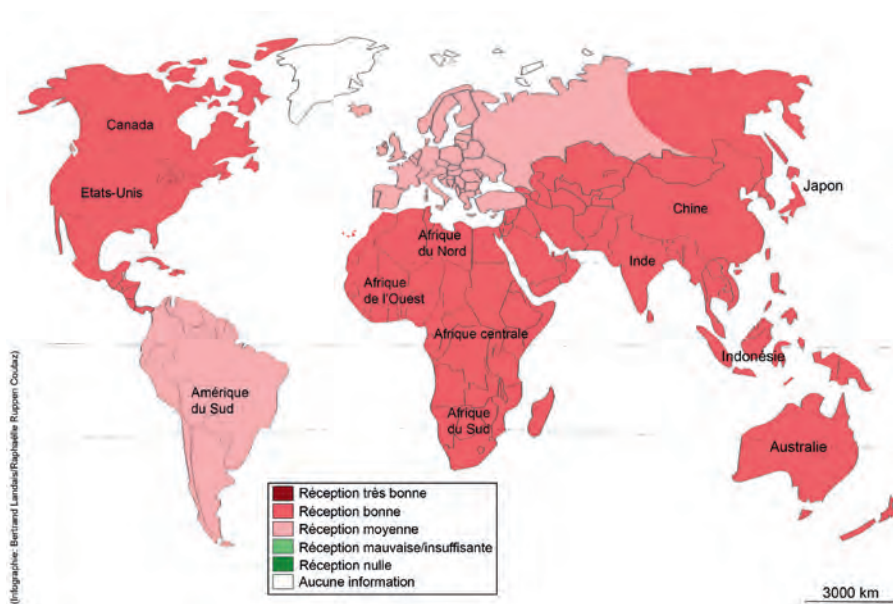 Canada
Etats-Unis
Japon
Chine
Afrique
du Nord
Inde
Afrique
de l'Ouest
Afrique centrale
Indonésie
Amérique
du Sud
Afrique
du Sud
Australie
Réception très bonne
Réception bonne
Réception moyenne
Réception mauvaise/insuffisante
Réception nulle
Aucune information
3000 km
(Infographie: Bertrand Landais/Raphaëlle Ruppen Coutaz)